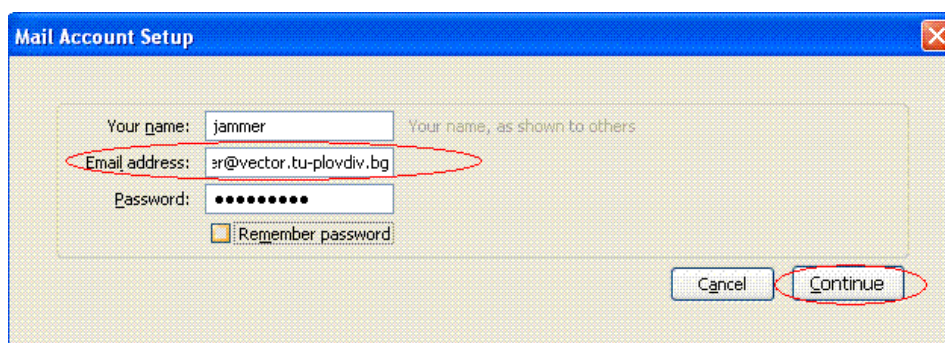 Mail Account Setup
Your name: jammer Your name, as shown to others
Email address: er@vector.tu-plovdiv.bg
Password: •••••••••
Remember password
Cancel Continue